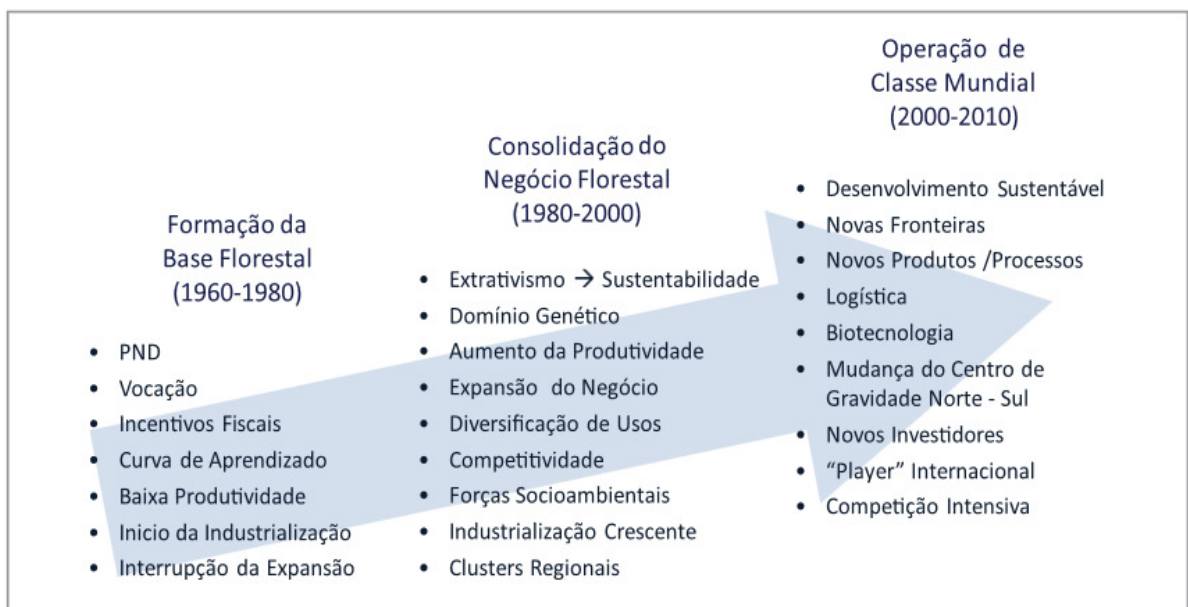 Formação da
Base Florestal
(1960-1980)
• PND
• Vocação
• Incentivos Fiscais
• Curva de Aprendizado
• Baixa Produtividade
• Inicio da Industrialização
• Interrupção da Expansão
Consolidação do
Negócio Florestal
(1980-2000)
• Extrativismo → Sustentabilidade
• Domínio Genético
• Aumento da Produtividade
• Expansão do Negócio
• Diversificação de Usos
• Competitividade
• Forças Socioambientais
• Industrialização Crescente
• Clusters Regionais
Operação de
Classe Mundial
(2000-2010)
• Desenvolvimento Sustentável
• Novas Fronteiras
• Novos Produtos /Processos
• Logística
• Biotecnologia
• Mudança do Centro de
Gravidade Norte - Sul
• Novos Investidores
• “Player” Internacional
• Competição Intensiva